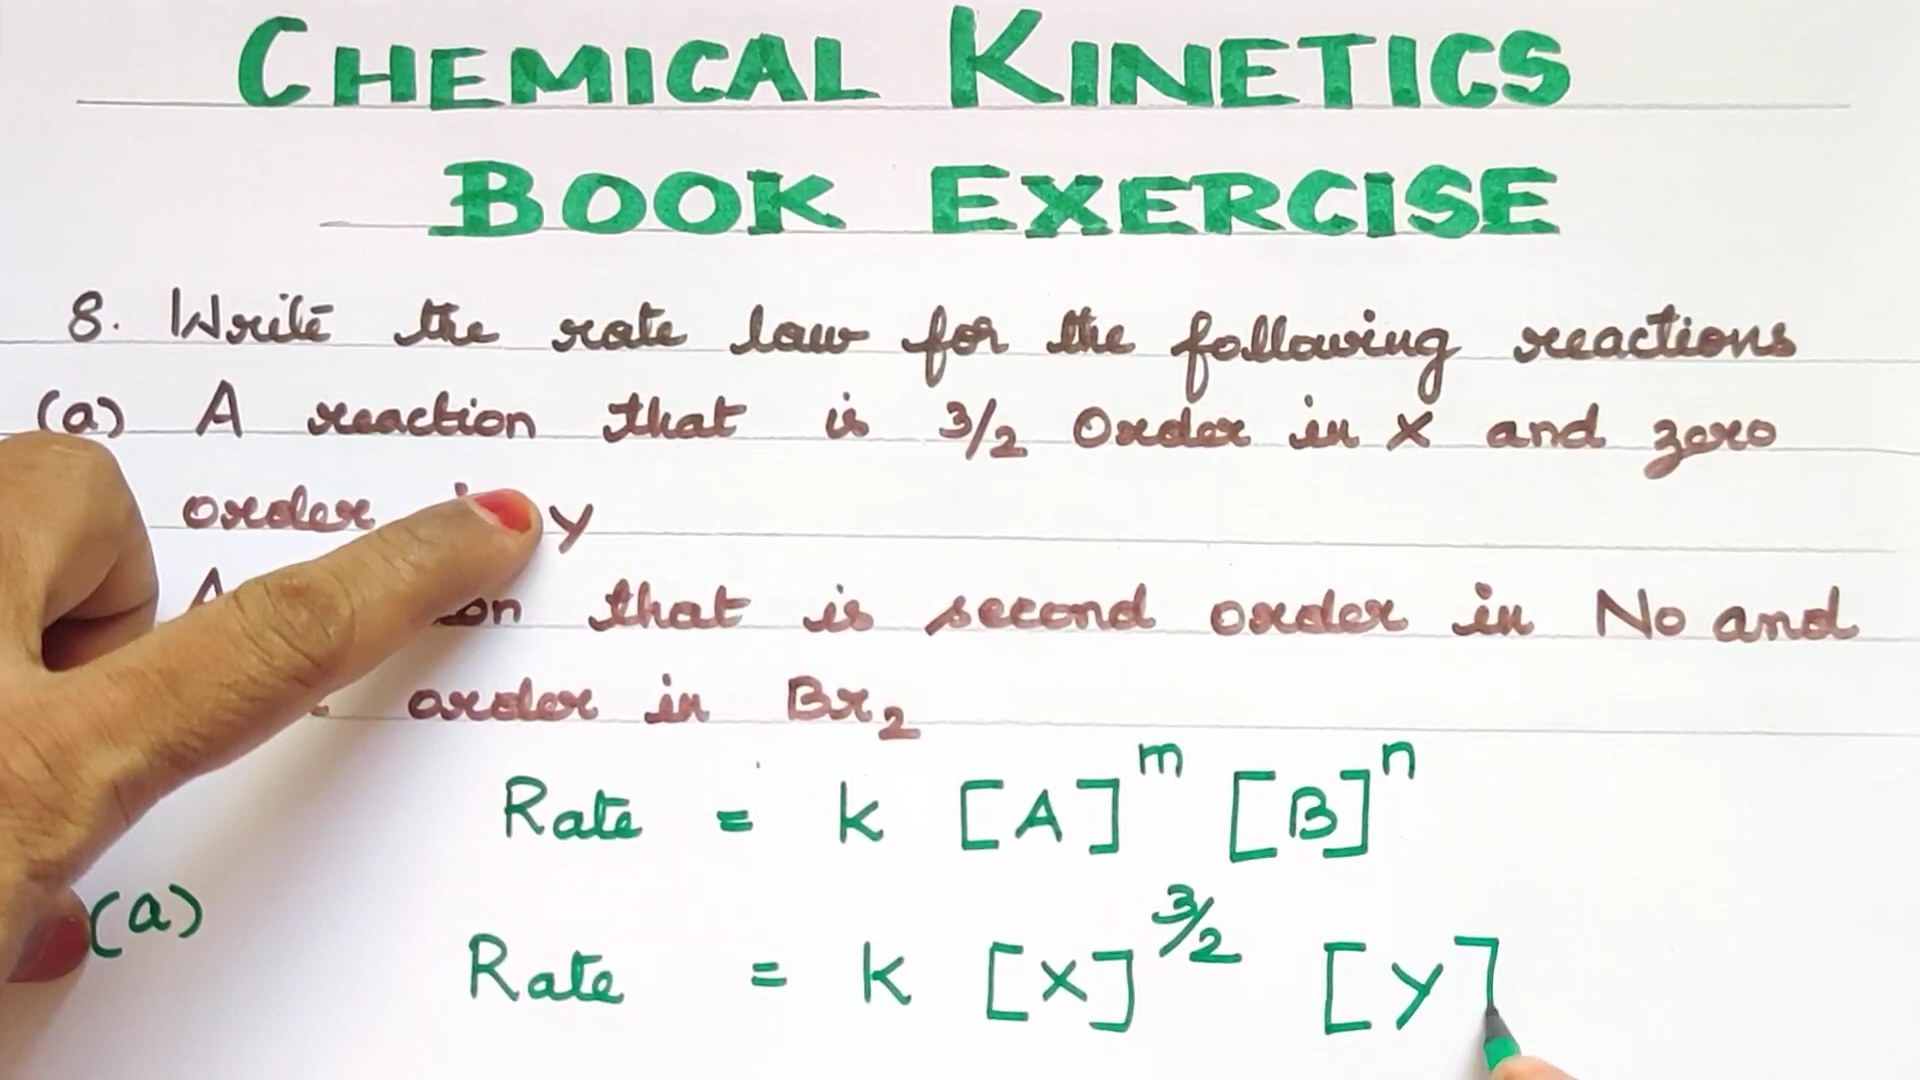 CHEMICAL KINETICS
BOOK EXERCISE
8. Write the rate law for the following reactions
(a) A reaction that is 3/2 Order in X and zero
order y
that is second order in No and
order in Br₂
Rate = k [A]ᵐ [B]ⁿ
(a)
Rate = k [x]^3/2 [y]